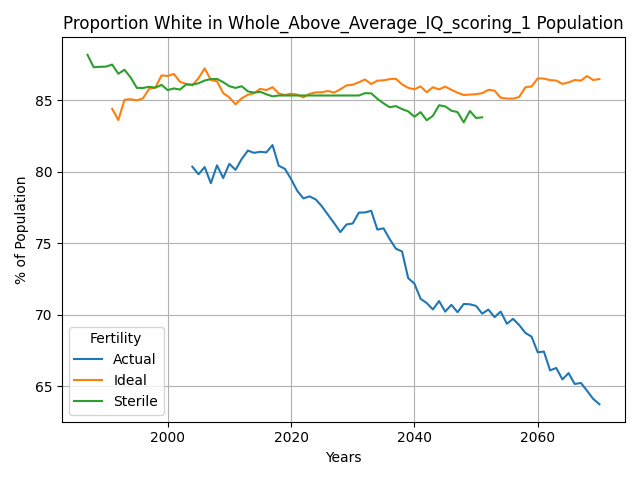 Proportion White in Whole_Above_Average_IQ_scoring_1 Population
% of Population
85
80
75
70
65
Fertility
Actual
Ideal
Sterile
2000
2020
2040
2060
Years